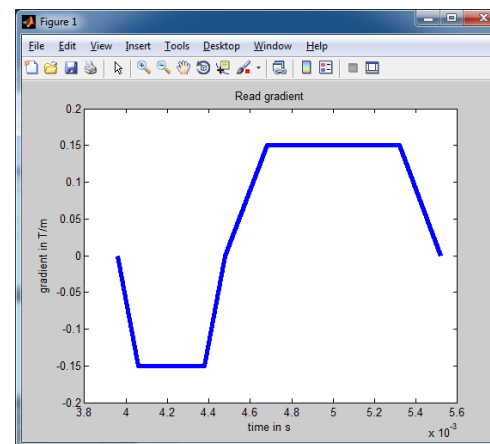 Figure 1
File Edit View Insert Tools Desktop Window Help
Read gradient
0.2
0.15
0.1
0.05
0
-0.05
-0.1
-0.15
-0.2
gradient in T/m
3.8 4 4.2 4.4 4.6 4.8 5 5.2 5.4 5.6
time in s
x 10⁻³